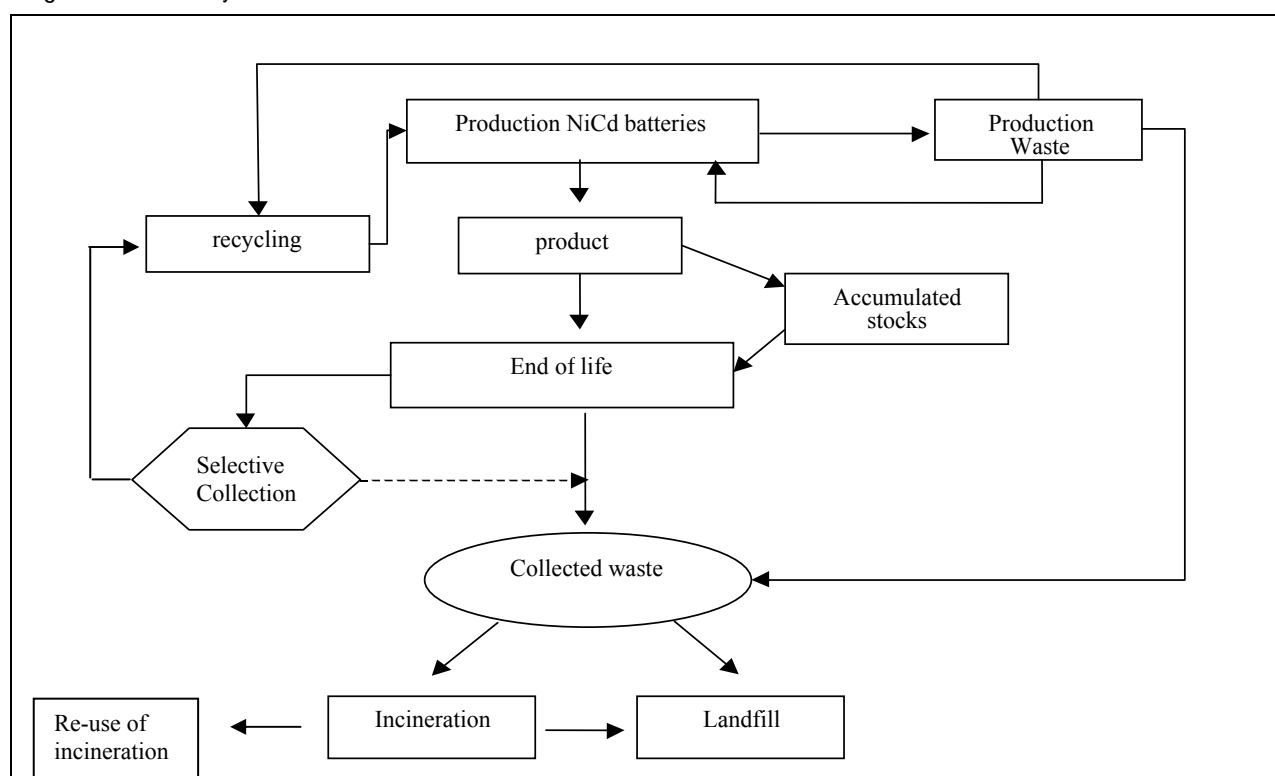 Production NiCd batteries
Production
Waste
recycling
product
Accumulated
stocks
End of life
Selective
Collection
Collected waste
Incineration
Landfill
Re-use of
incineration